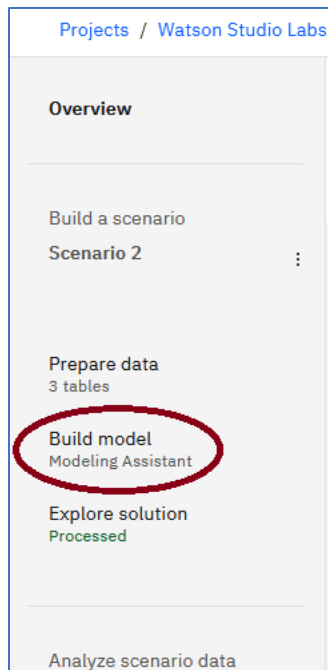 Projects / Watson Studio Labs
Overview
Build a scenario
Scenario 2
Prepare data
3 tables
Build model
Modeling Assistant
Explore solution
Processed
Analyze scenario data